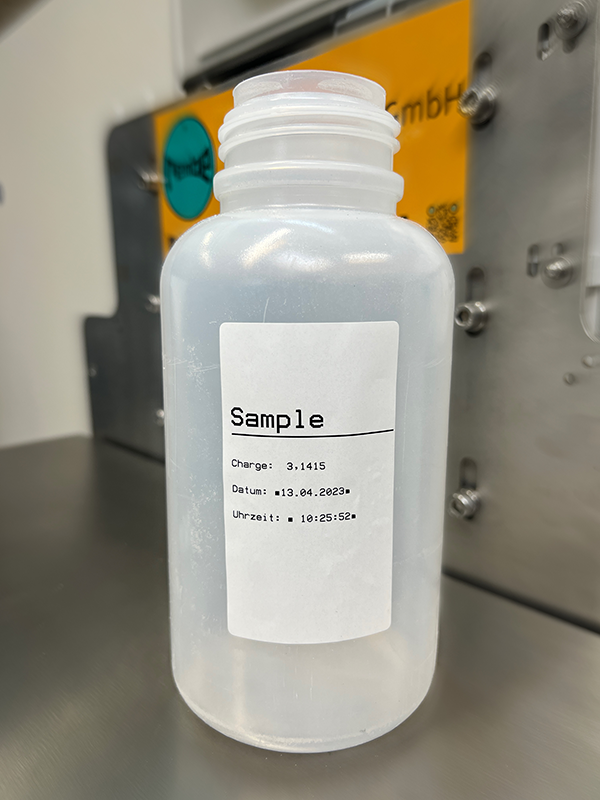 GmbH
Sample
Charge: 3,1415
Datum: ▪13.04.2023▪
Uhrzeit: ▪ 10:25:52▪